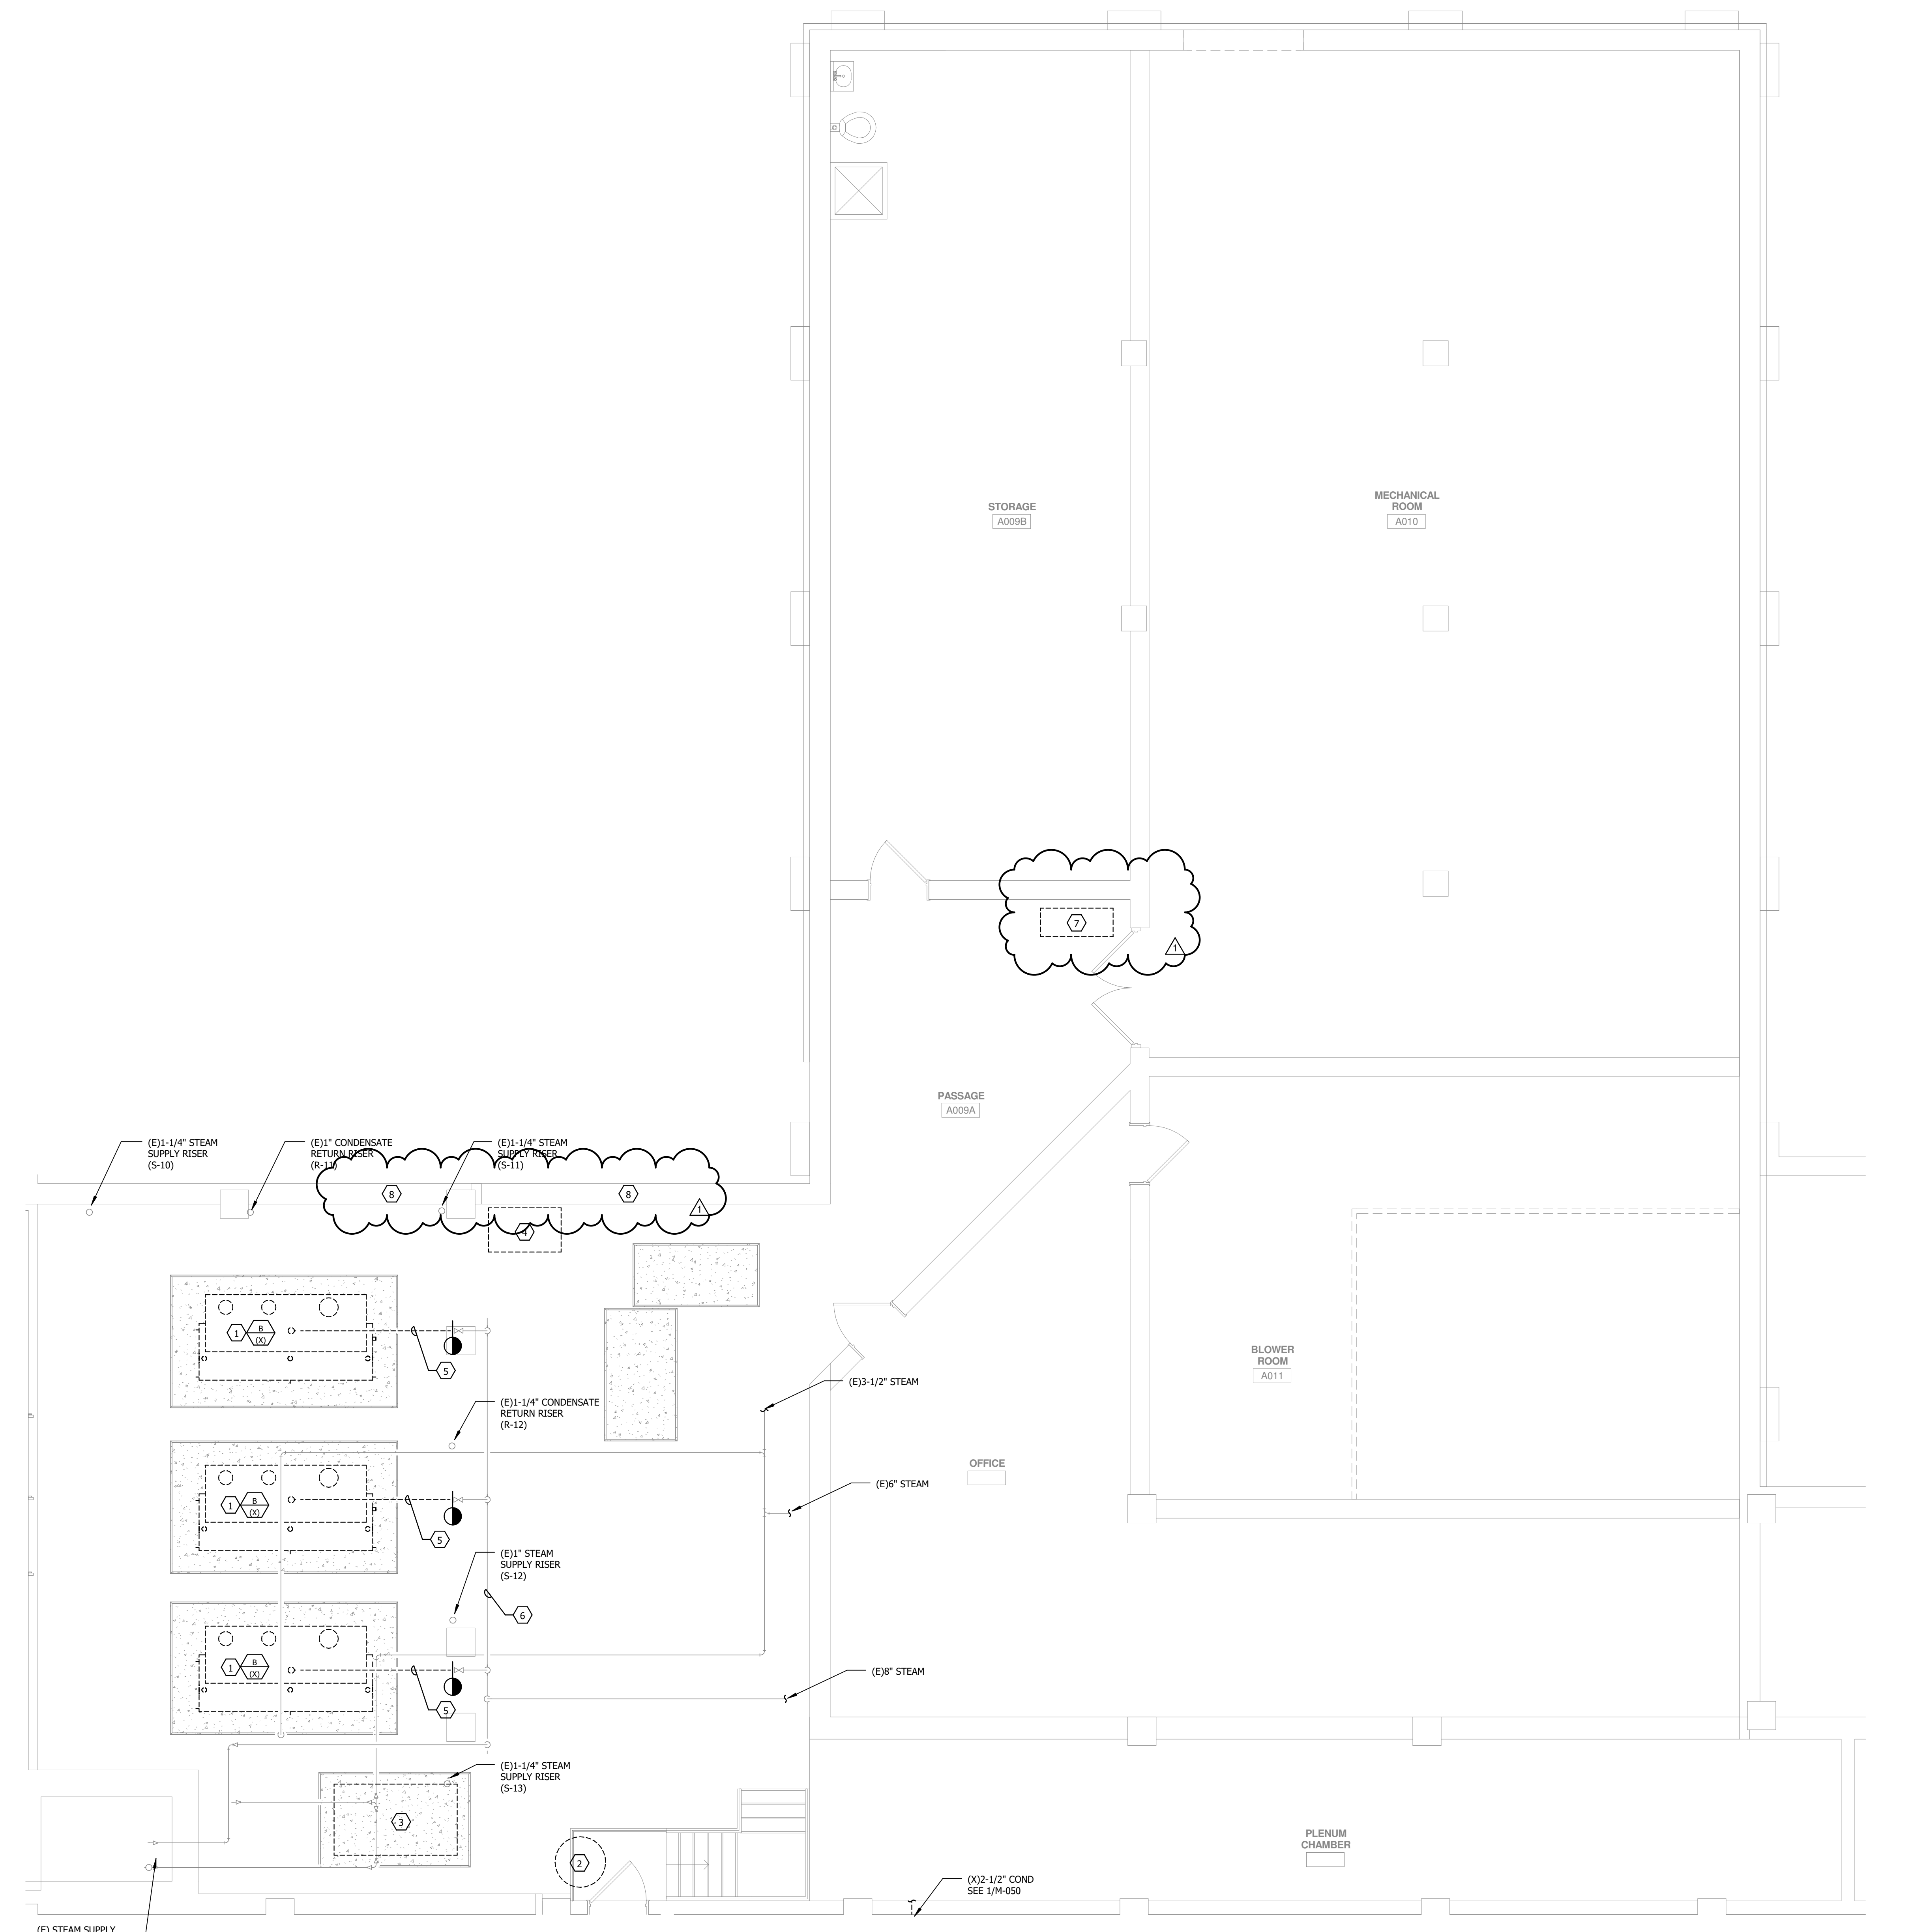 STORAGE
A009B
MECHANICAL
ROOM
A010
7
1
PASSAGE
A009A
(E)1-1/4" STEAM
SUPPLY RISER
(S-10)
(E)1" CONDENSATE
RETURN RISER
(R-11)
(E)1-1/4" STEAM
SUPPLY RISER
(S-11)
8
8
1
4
1
B
(X)
5
BLOWER
ROOM
A011
(E)3-1/2" STEAM
(E)1-1/4" CONDENSATE
RETURN RISER
(R-12)
OFFICE
(E)6" STEAM
1
B
(X)
5
(E)1" STEAM
SUPPLY RISER
(S-12)
6
1
B
(X)
5
(E)8" STEAM
(E)1-1/4" STEAM
SUPPLY RISER
(S-13)
3
2
PLENUM
CHAMBER
(X)2-1/2" COND
SEE 1/M-050
(E) STEAM SUPPLY